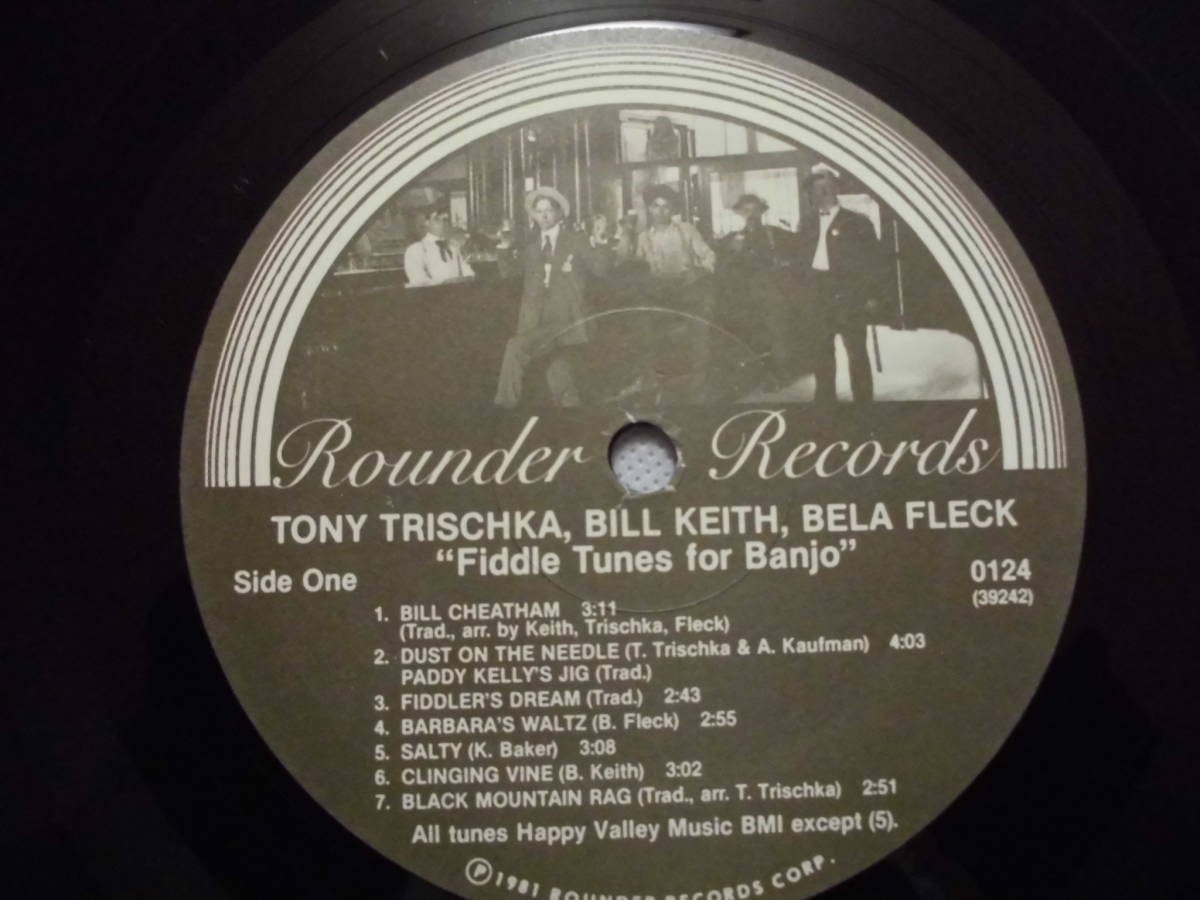 Rounder Records
TONY TRISCHKA, BILL KEITH, BELA FLECK
“Fiddle Tunes for Banjo”
Side One
0124
(39242)
1. BILL CHEATHAM 3:11
(Trad., arr. by Keith, Trischka, Fleck)
2. DUST ON THE NEEDLE (T. Trischka & A. Kaufman) 4:03
PADDY KELLY'S JIG (Trad.)
3. FIDDLER'S DREAM (Trad.) 2:43
4. BARBARA'S WALTZ (B. Fleck) 2:55
5. SALTY (K. Baker) 3:08
6. CLINGING VINE (B. Keith) 3:02
7. BLACK MOUNTAIN RAG (Trad., arr. T. Trischka) 2:51
All tunes Happy Valley Music BMI except (5).
Ⓟ1981 ROUNDER RECORDS CORP.